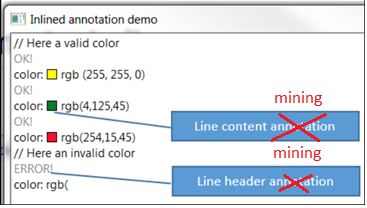 Inlined annotation demo
// Here a valid color
OK!
color: rgb (255, 255, 0)
OK!
color: rgb(4,125,45)
OK!
color: rgb(254,15,45)
// Here an invalid color
ERROR!
color: rgb(
mining
Line content annotation
mining
Line header annotation